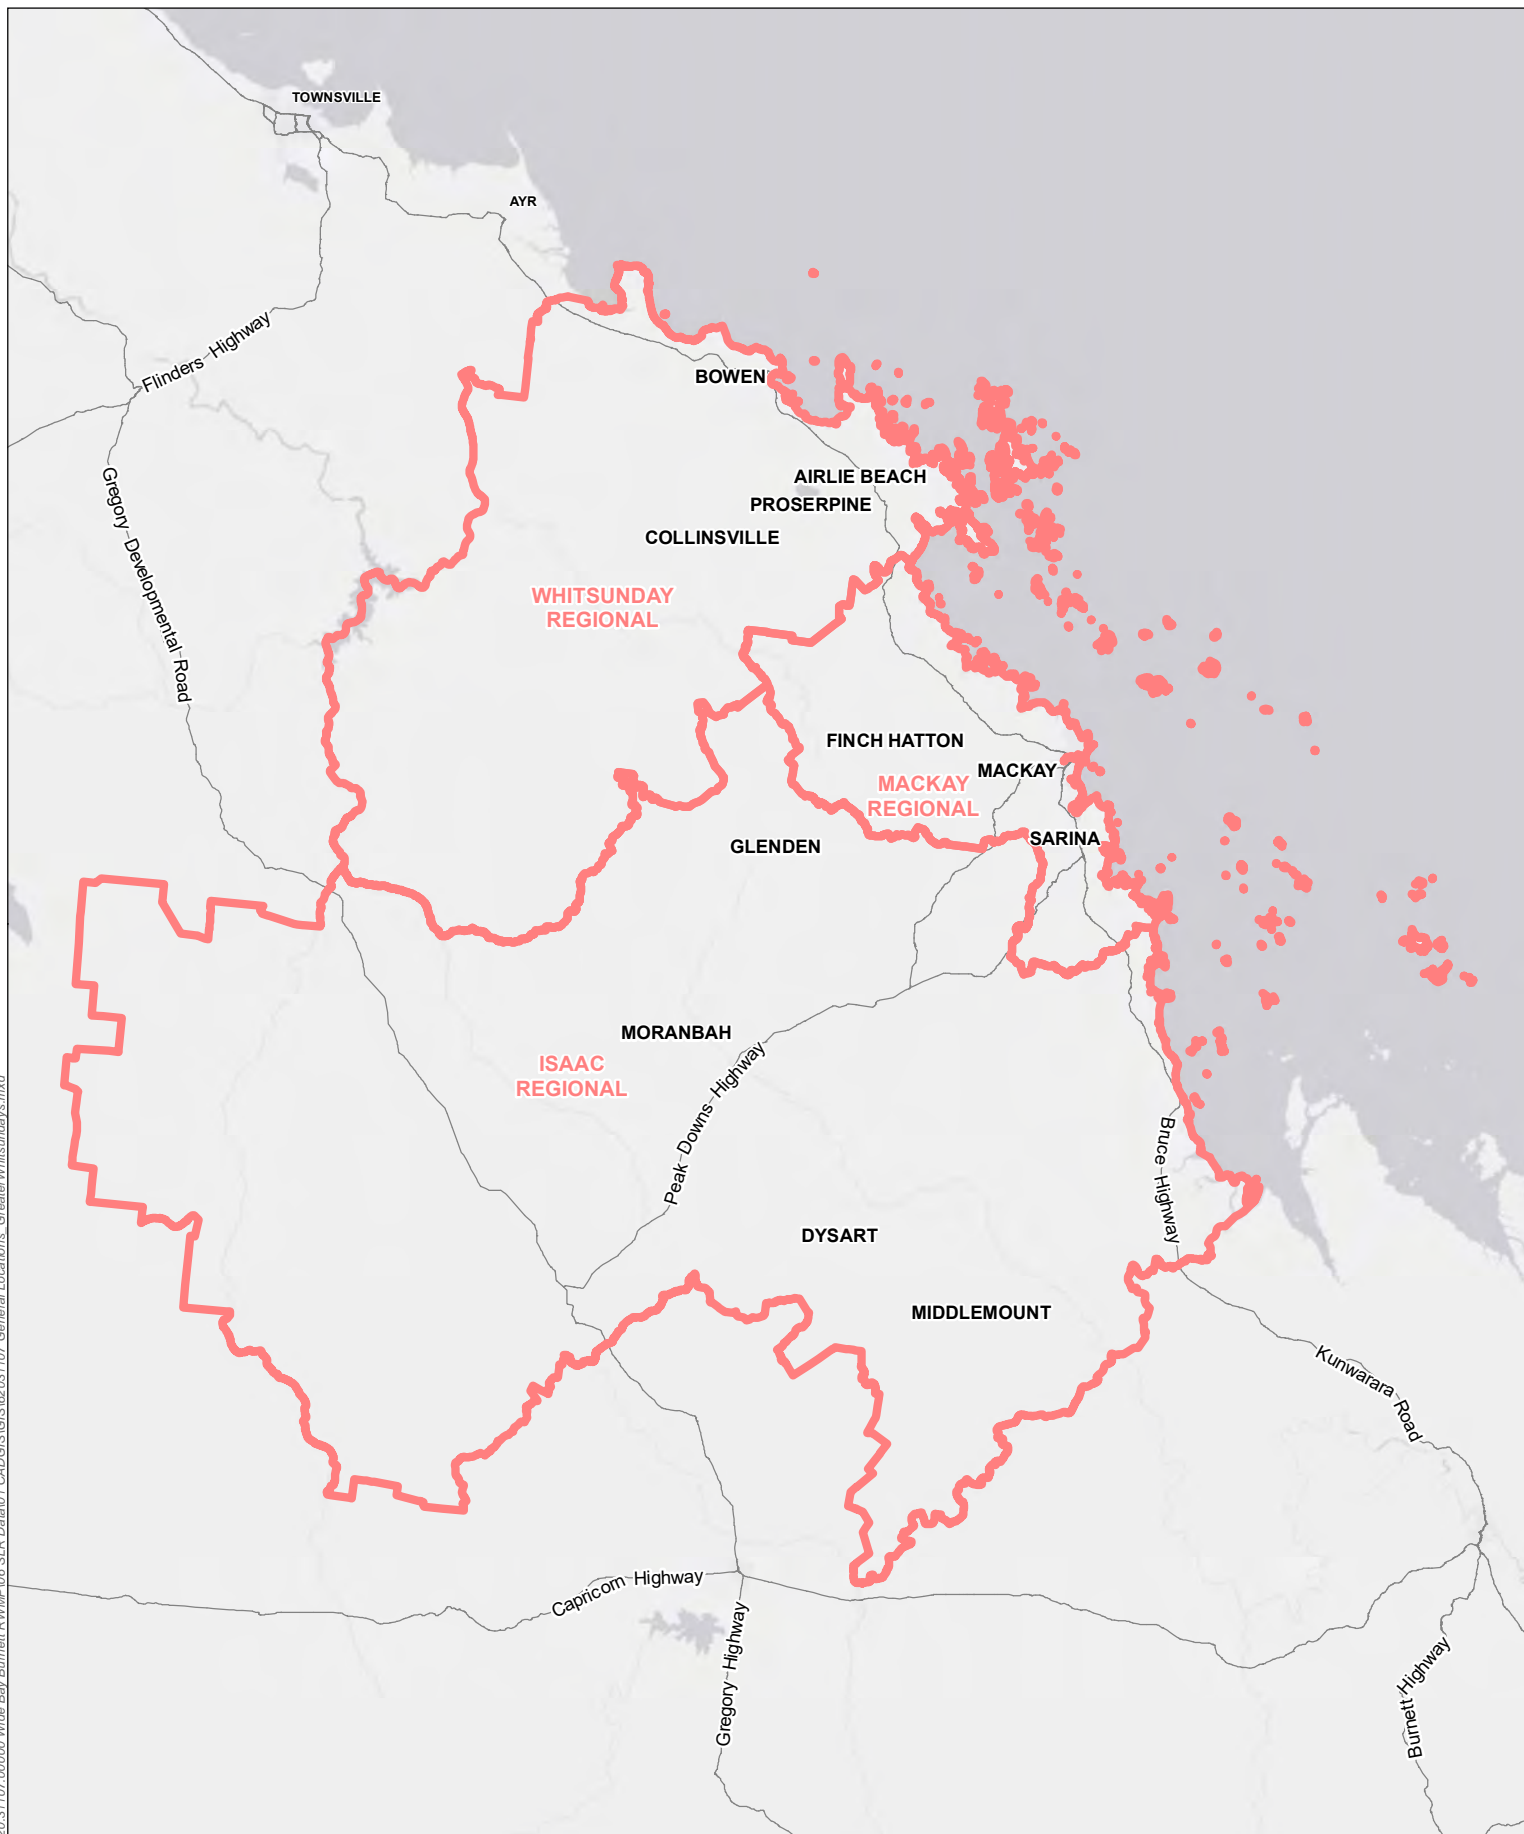 TOWNSVILLE
AYR
Flinders Highway
BOWEN
Gregory Developmental Road
AIRLIE BEACH
PROSERPINE
COLLINSVILLE
WHITSUNDAY
REGIONAL
FINCH HATTON
MACKAY
MACKAY
REGIONAL
SARINA
GLENDEN
MORANBAH
ISAAC
REGIONAL
Peak Downs Highway
Bruce Highway
DYSART
MIDDLEMOUNT
Kunwarara Road
Capricorn Highway
Gregory Highway
Burnett Highway